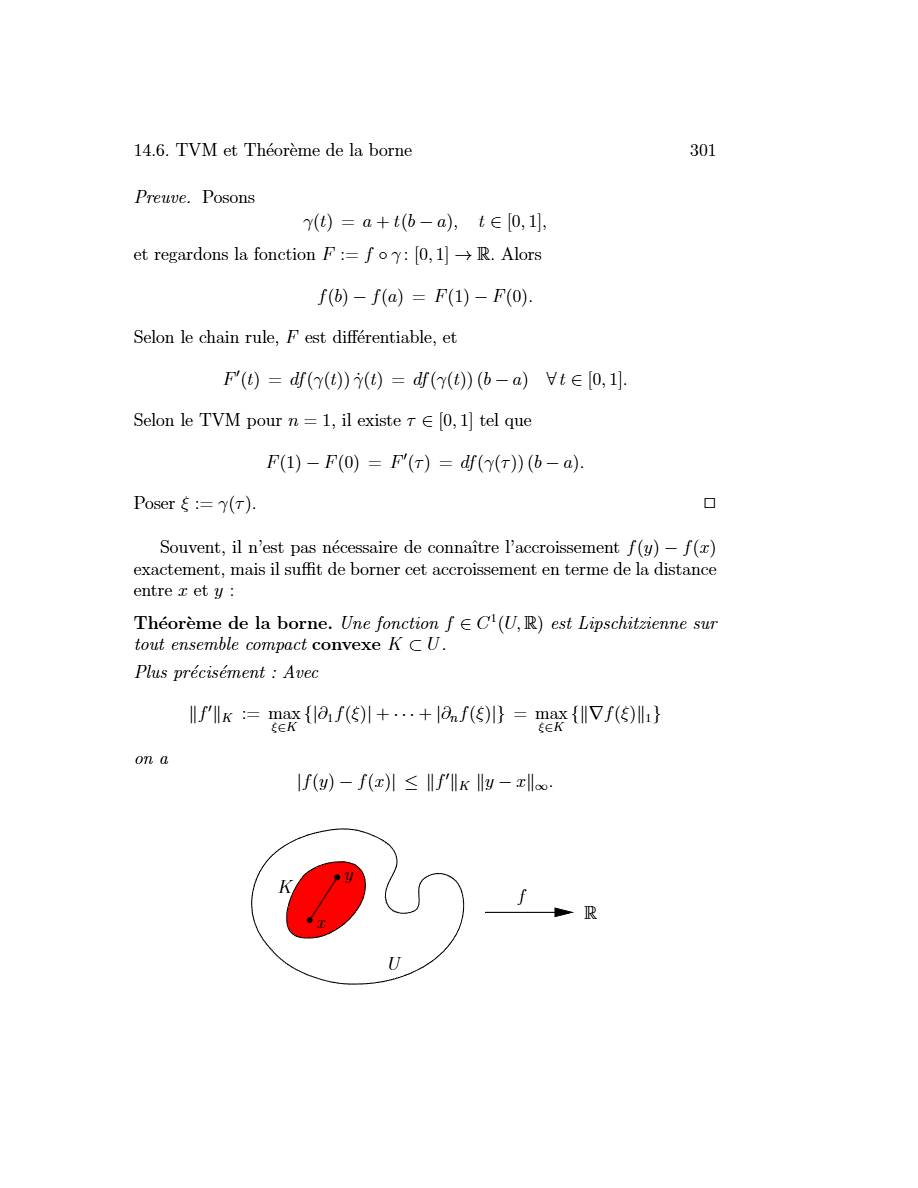 14.6. TVM et Théorème de la borne 301
Preuve. Posons
γ(t) = a + t(b − a), t ∈ [0, 1],
et regardons la fonction F := f ∘ γ : [0, 1] → ℝ. Alors
f(b) − f(a) = F(1) − F(0).
Selon le chain rule, F est différentiable, et
F′(t) = df(γ(t)) γ̇(t) = df(γ(t)) (b − a) ∀ t ∈ [0, 1].
Selon le TVM pour n = 1, il existe τ ∈ [0, 1] tel que
F(1) − F(0) = F′(τ) = df(γ(τ)) (b − a).
Poser ξ := γ(τ). □
Souvent, il n'est pas nécessaire de connaître l'accroissement f(y) − f(x)
exactement, mais il suffit de borner cet accroissement en terme de la distance
entre x et y :
Théorème de la borne. Une fonction f ∈ C¹(U, ℝ) est Lipschitzienne sur
tout ensemble compact convexe K ⊂ U.
Plus précisément : Avec
‖f′‖_K := max_{ξ∈K} {|∂₁f(ξ)| + ⋯ + |∂ₙf(ξ)|} = max_{ξ∈K} {‖∇f(ξ)‖₁}
on a
|f(y) − f(x)| ≤ ‖f′‖_K ‖y − x‖_∞.
K
y
x
U
f
ℝ